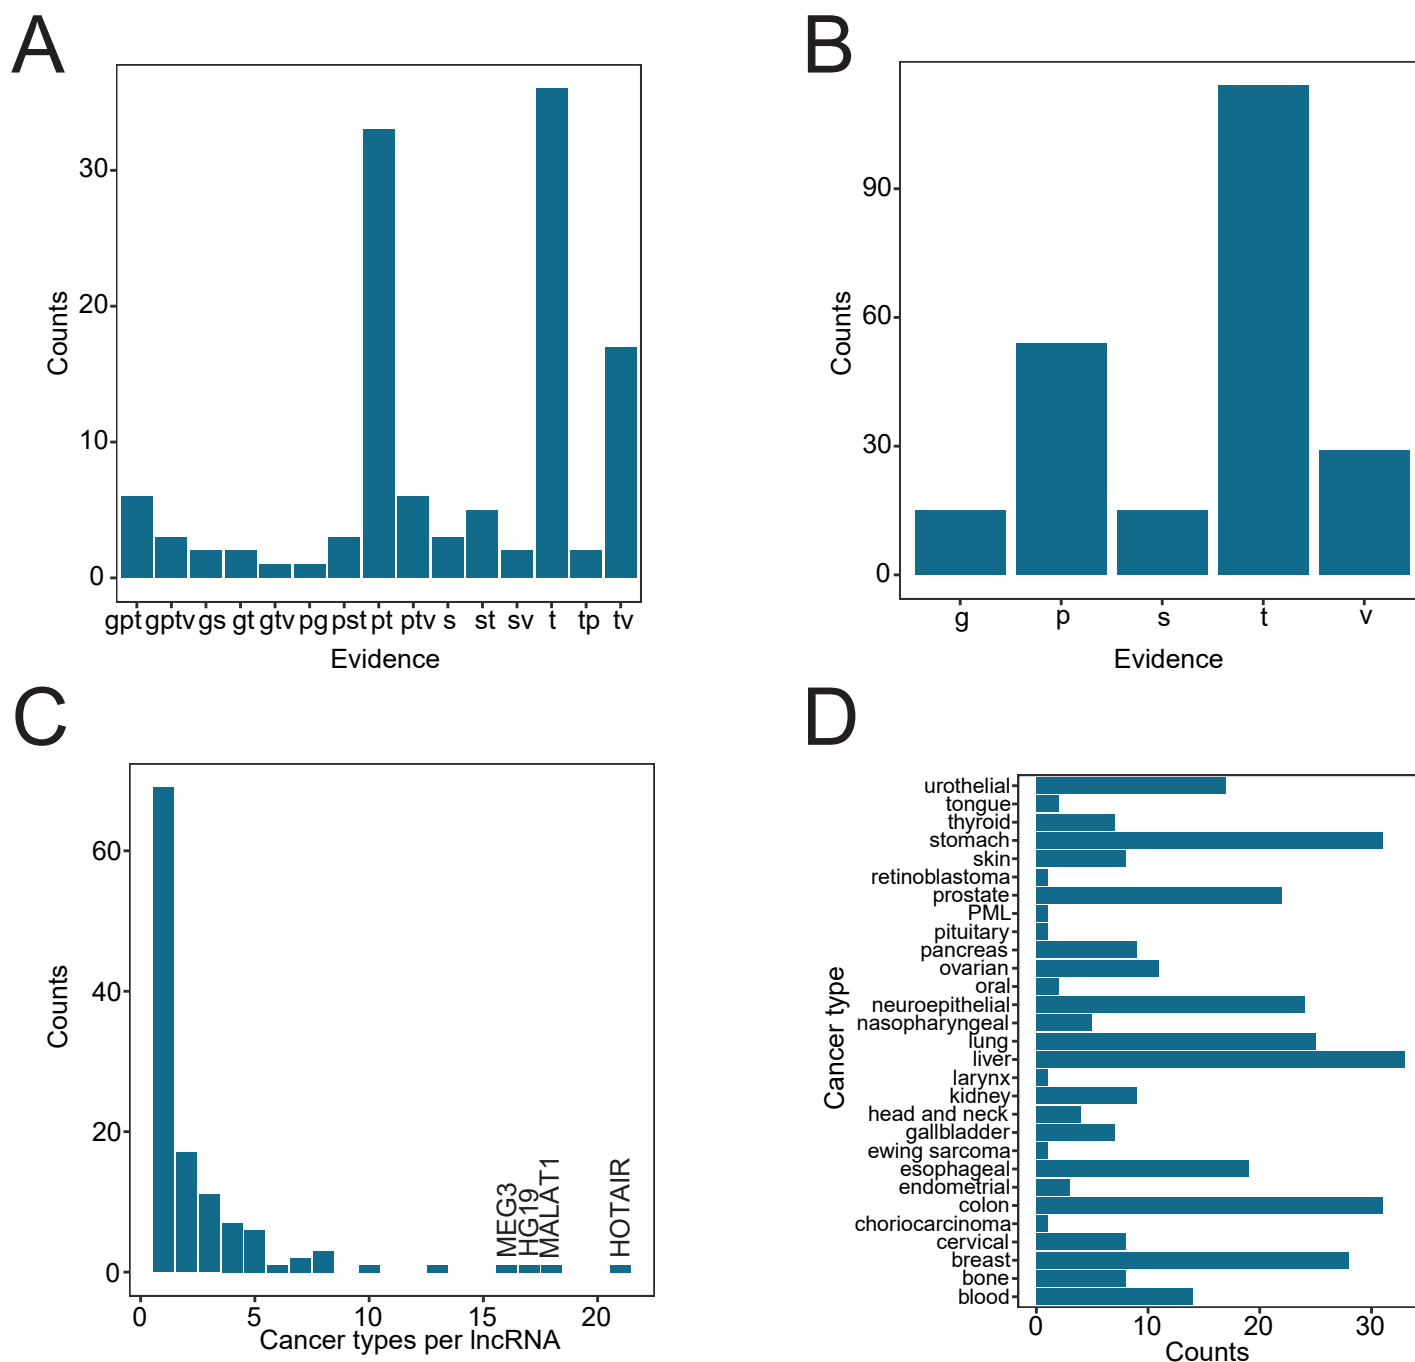 A
Counts
30
20
10
0
gpt gptv gs gt gtv pg pst pt ptv s st sv t tp tv
Evidence
B
Counts
90
60
30
0
g p s t v
Evidence
C
Counts
60
40
20
0
MEG3
HG19
MALAT1
HOTAIR
0 5 10 15 20
Cancer types per lncRNA
D
Cancer type
urothelial
tongue
thyroid
stomach
skin
retinoblastoma
prostate
PML
pituitary
pancreas
ovarian
oral
neuroepithelial
nasopharyngeal
lung
liver
larynx
kidney
head and neck
gallbladder
ewing sarcoma
esophageal
endometrial
colon
choriocarcinoma
cervical
breast
bone
blood
0 10 20 30
Counts